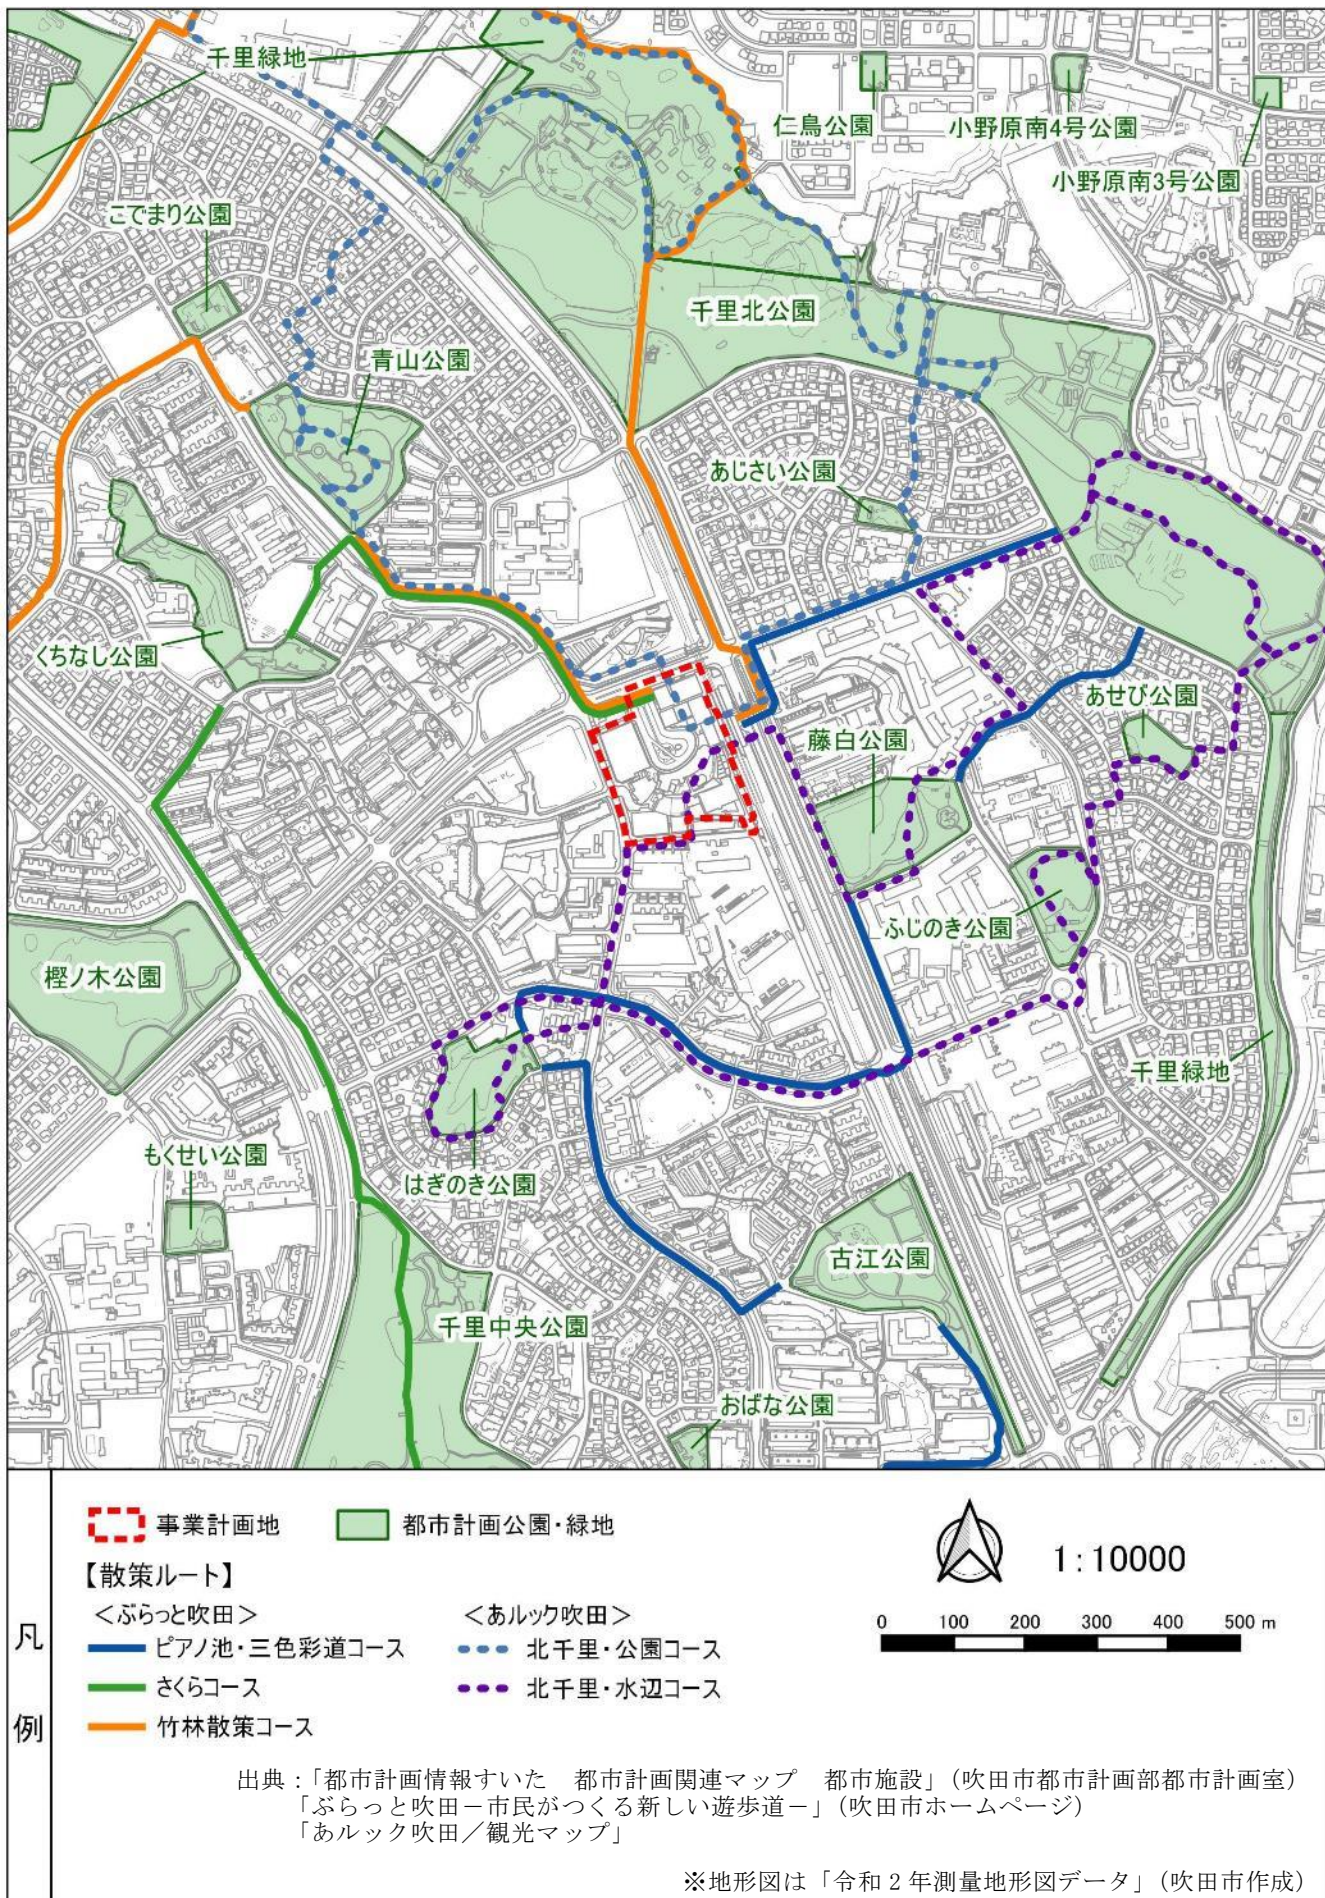 千里緑地
仁鳥公園
小野原南4号公園
小野原南3号公園
こでまり公園
千里北公園
青山公園
あじさい公園
くちなし公園
あせび公園
藤白公園
ふじのき公園
樫ノ木公園
千里緑地
もくせい公園
はぎのき公園
古江公園
千里中央公園
おばな公園
凡例
事業計画地
都市計画公園・緑地
1:10000
【散策ルート】
0 100 200 300 400 500 m
＜ぶらっと吹田＞
＜あルック吹田＞
ピアノ池・三色彩道コース
北千里・公園コース
さくらコース
北千里・水辺コース
竹林散策コース
出典：「都市計画情報すいた　都市計画関連マップ　都市施設」（吹田市都市計画部都市計画室）
「ぶらっと吹田－市民がつくる新しい遊歩道－」（吹田市ホームページ）
「あルック吹田／観光マップ」
※地形図は「令和２年測量地形図データ」（吹田市作成）